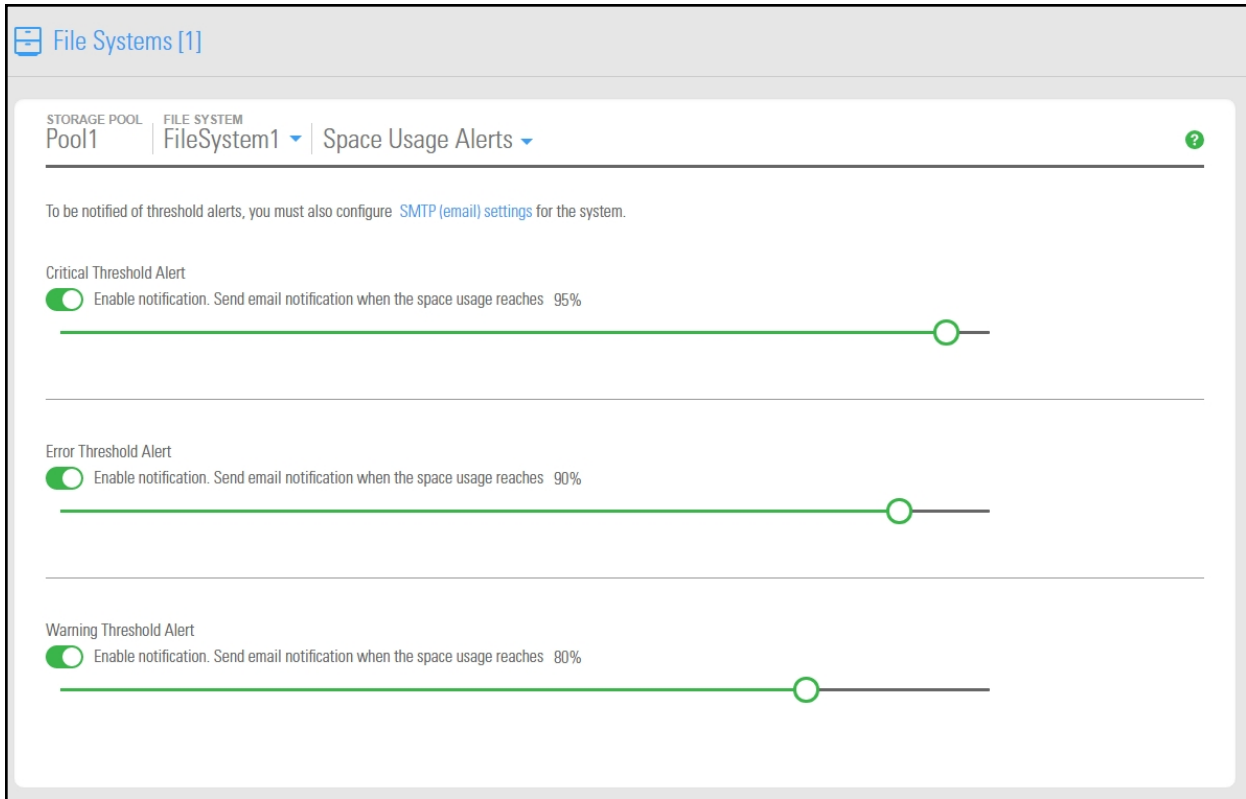 File Systems [1]
STORAGE POOL FILE SYSTEM
Pool1 FileSystem1 Space Usage Alerts ?
To be notified of threshold alerts, you must also configure SMTP (email) settings for the system.
Critical Threshold Alert
Enable notification. Send email notification when the space usage reaches 95%
Error Threshold Alert
Enable notification. Send email notification when the space usage reaches 90%
Warning Threshold Alert
Enable notification. Send email notification when the space usage reaches 80%